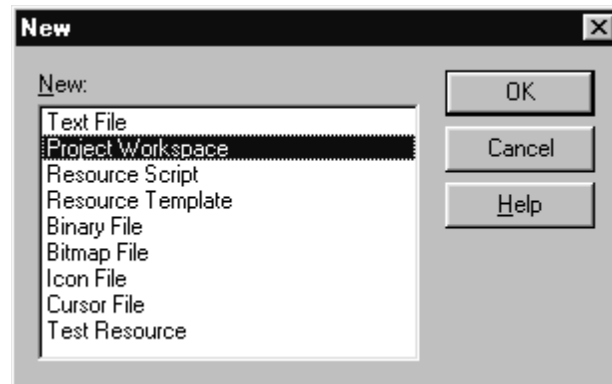 New
New:
OK
Text File
Project Workspace
Cancel
Resource Script
Resource Template
Help
Binary File
Bitmap File
Icon File
Cursor File
Test Resource